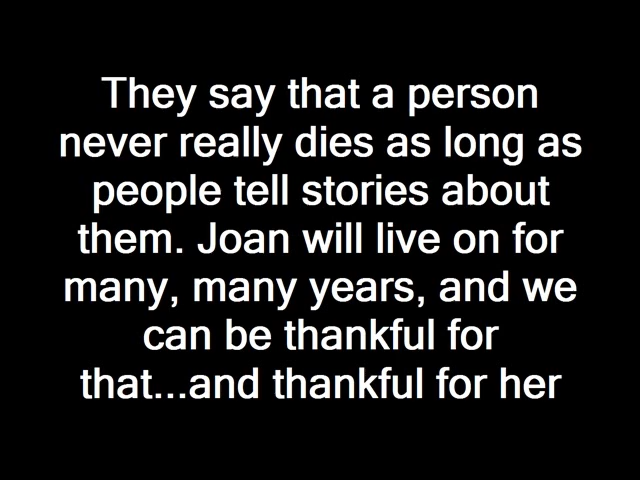 They say that a person
never really dies as long as
people tell stories about
them. Joan will live on for
many, many years, and we
can be thankful for
that...and thankful for her